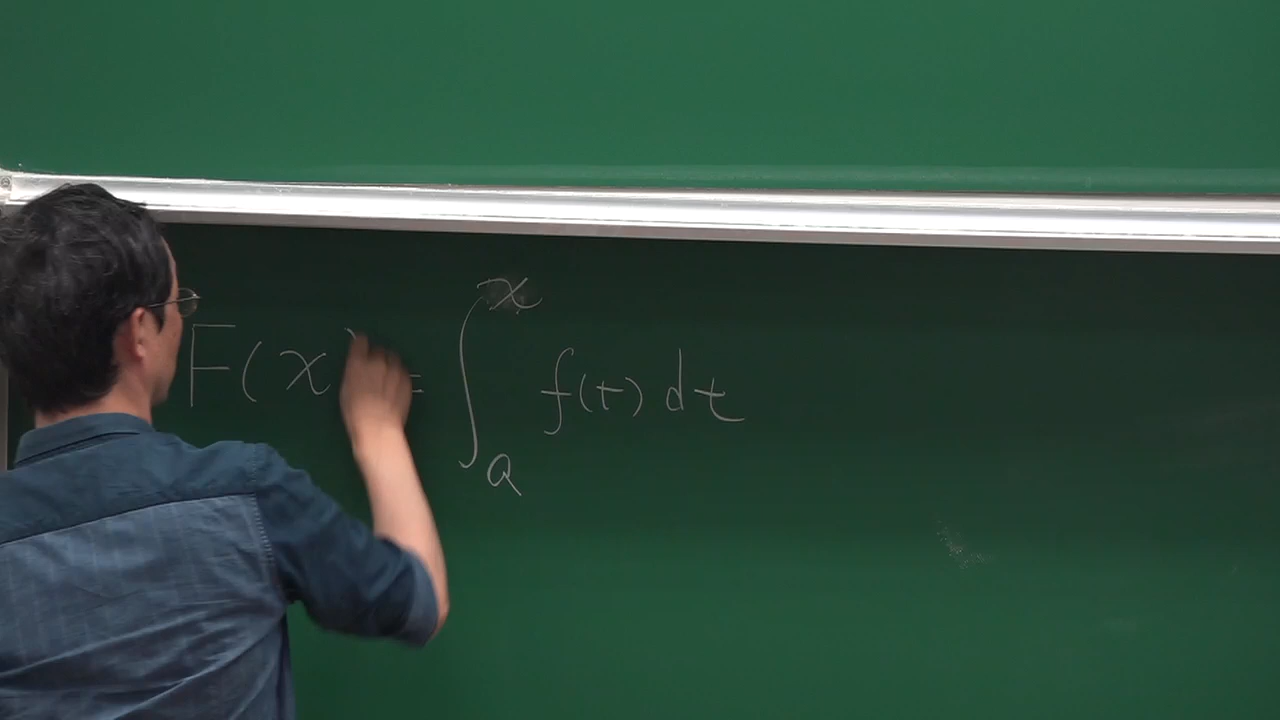 F(x) = ∫_a^x f(t) dt